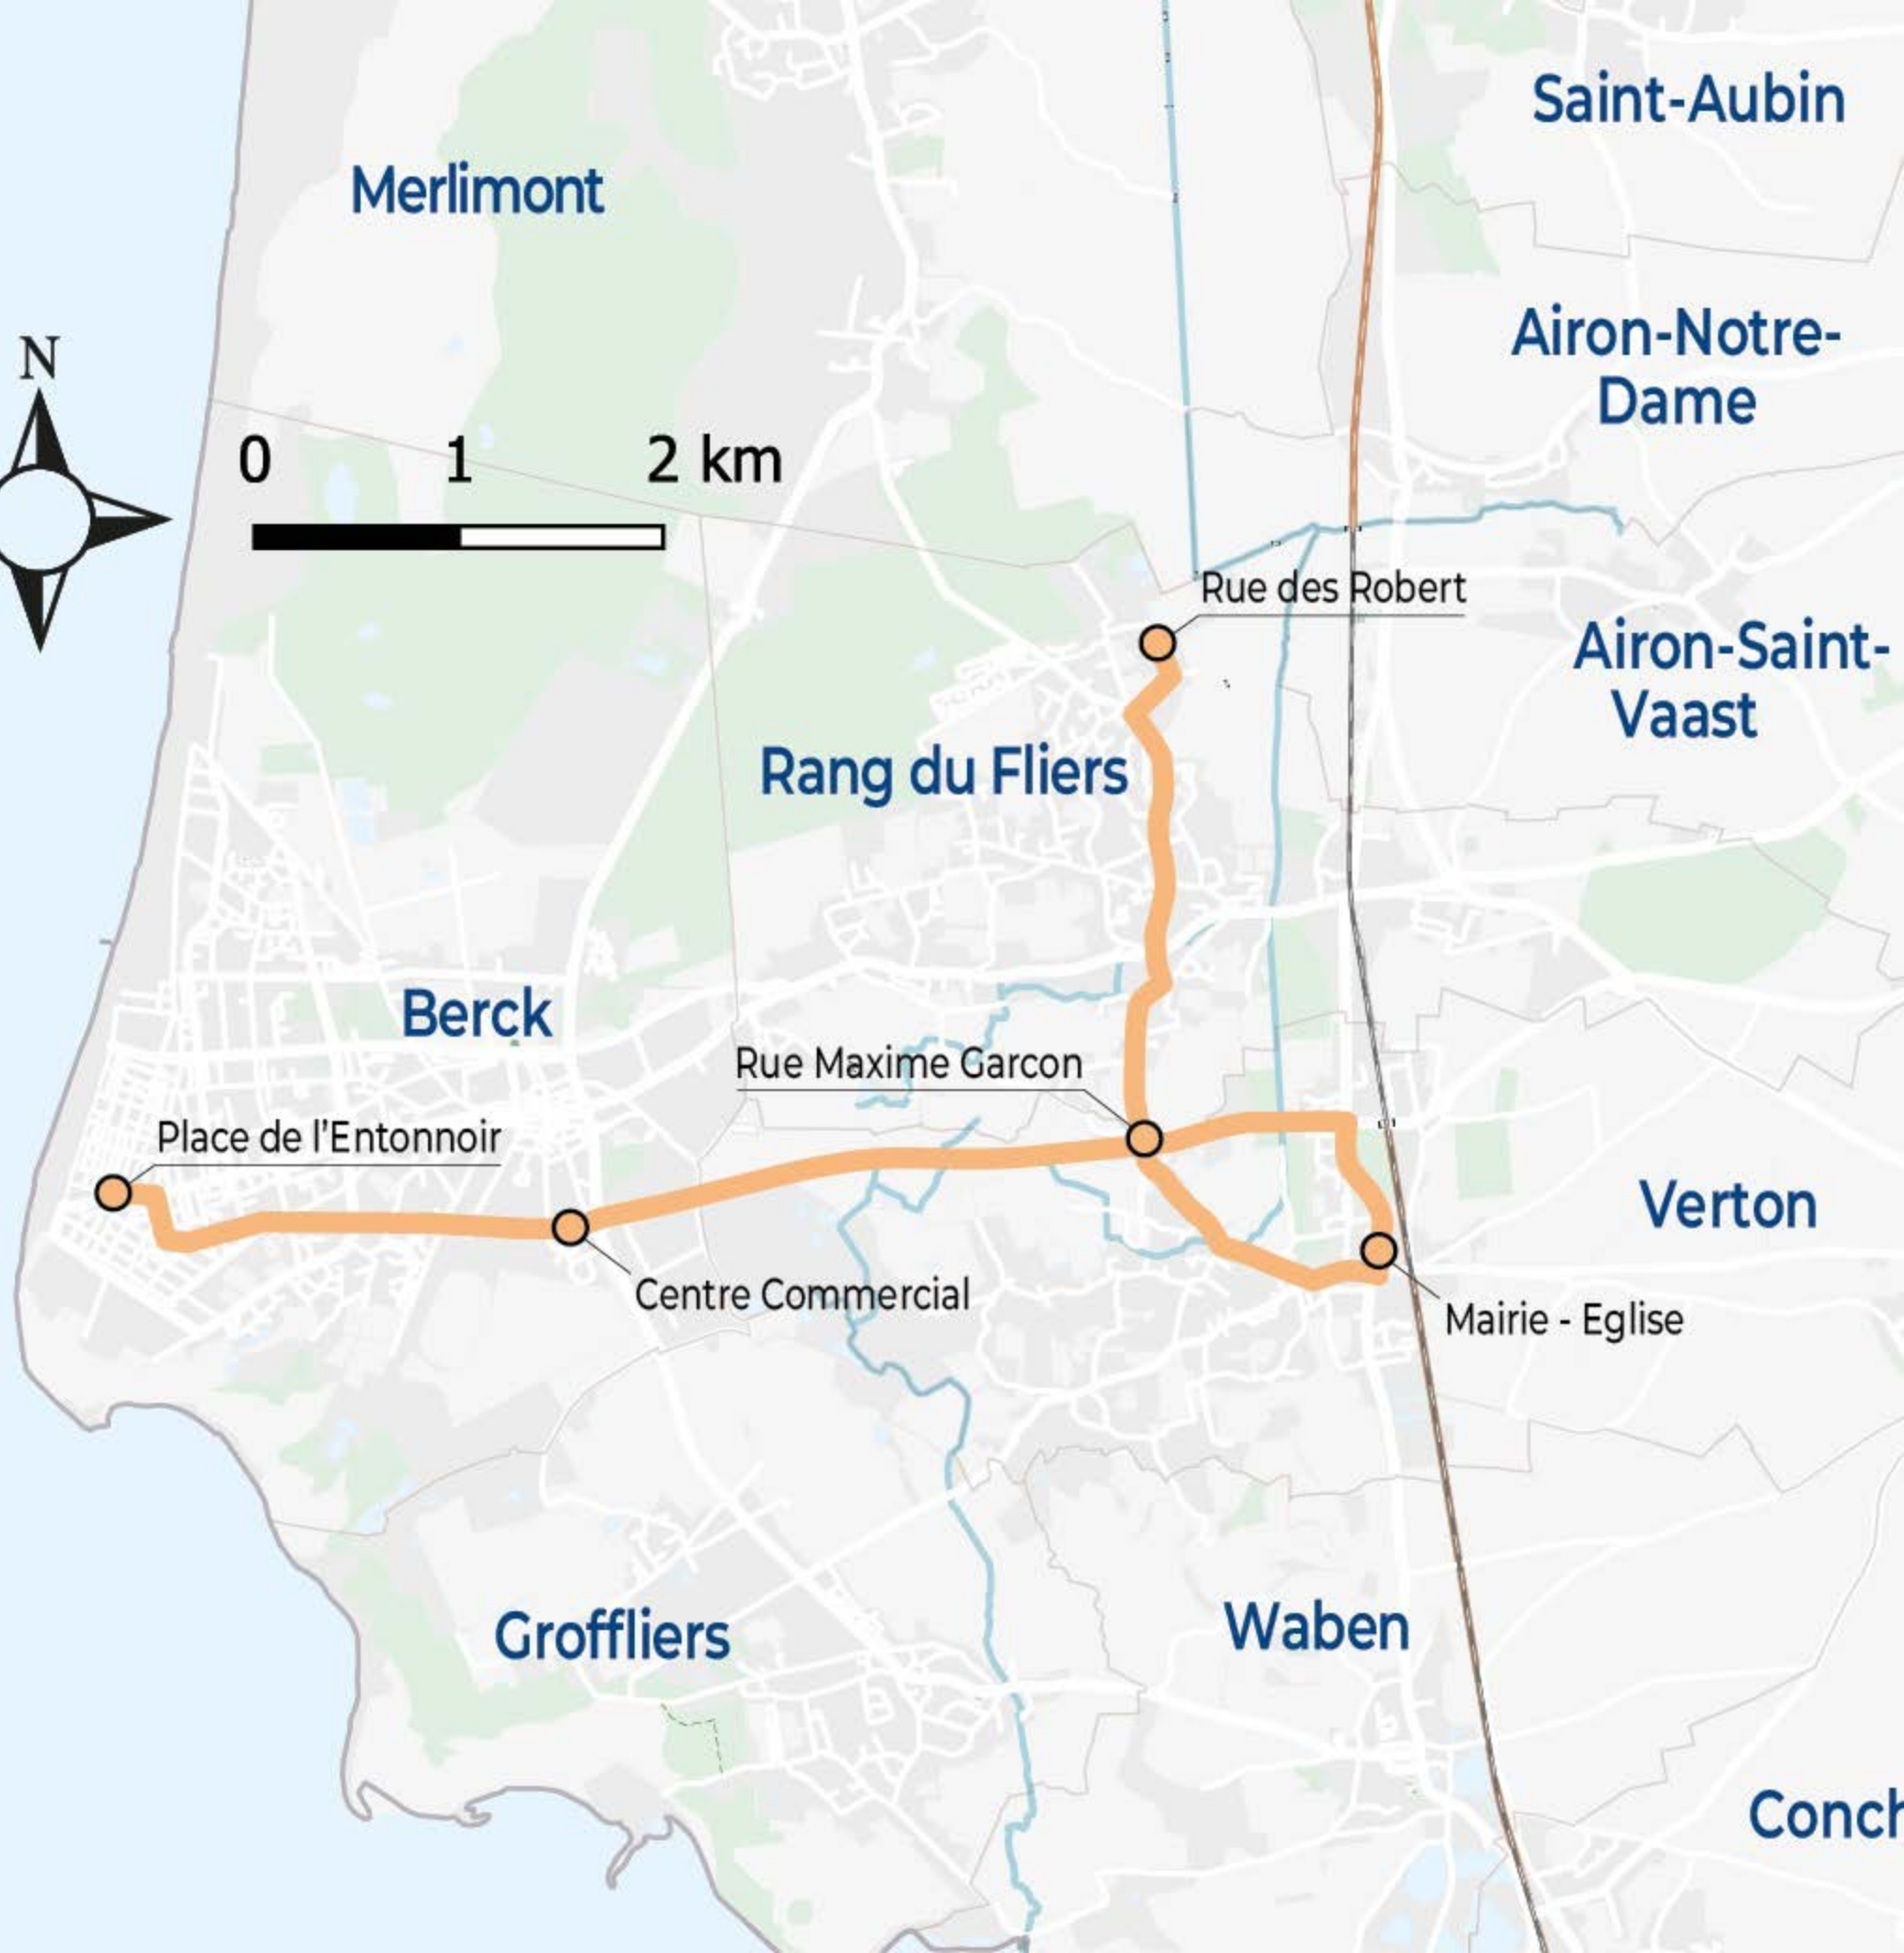 Saint-Aubin
Merlimont
Airon-Notre-
Dame
N
0 1 2 km
Rue des Robert
Airon-Saint-
Vaast
Rang du Fliers
Berck
Rue Maxime Garcon
Place de l'Entonnoir
Verton
Centre Commercial
Mairie - Eglise
Groffliers
Waben
Conch